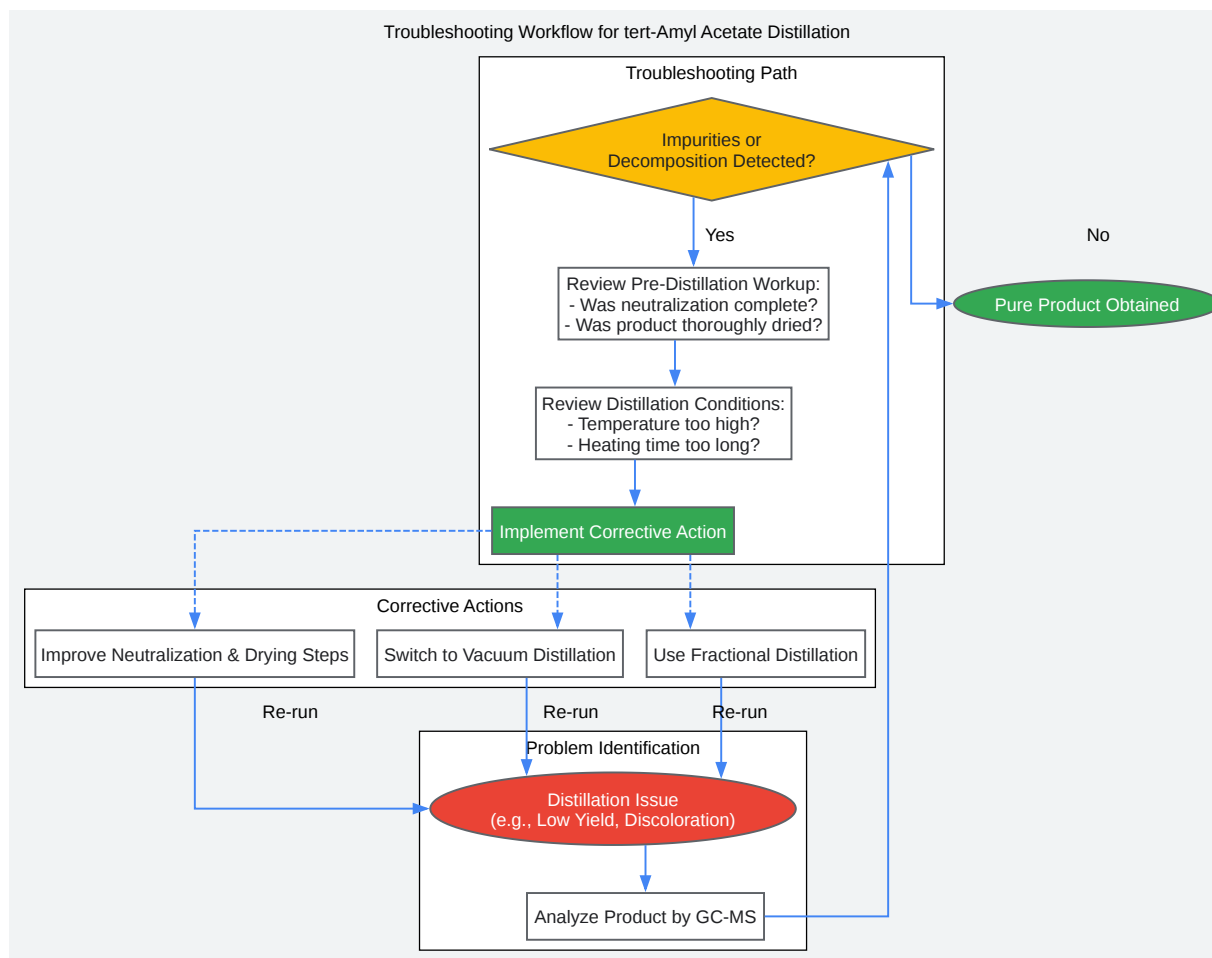 Troubleshooting Workflow for tert-Amyl Acetate Distillation
Troubleshooting Path
Impurities or
Decomposition Detected?
Yes
No
Review Pre-Distillation Workup:
- Was neutralization complete?
- Was product thoroughly dried?
Pure Product Obtained
Review Distillation Conditions:
- Temperature too high?
- Heating time too long?
Implement Corrective Action
Corrective Actions
Improve Neutralization & Drying Steps
Switch to Vacuum Distillation
Use Fractional Distillation
Re-run
Re-run
Re-run
Problem Identification
Distillation Issue
(e.g., Low Yield, Discoloration)
Analyze Product by GC-MS